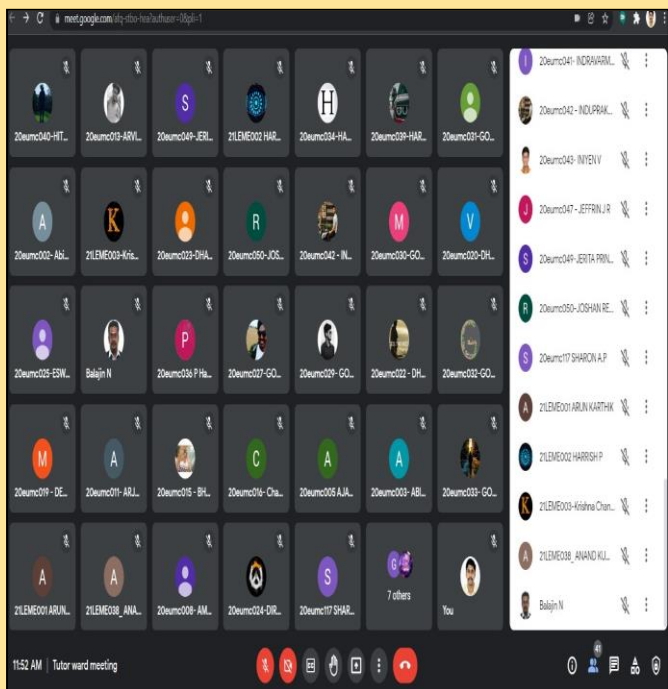 meet.google.com/afq-stbo-hea?authuser=0&pli=1
20eumc040-HIT...
20eumc013-ARVI...
S
20eumc049-JERI...
21LEME002 HAR...
H
20eumc034-HA...
20eumc039-HAR...
20eumc031-GO...
A
20eumc002- Abi...
K
21LEME003-Kris...
20eumc023-DHA...
R
20eumc050-JOS...
20eumc042 - IN...
M
20eumc030-GO...
V
20eumc020-DH...
20eumc025-ESW...
Balajin N
P
20eumc036 P Ha...
20eumc027-GO...
20eumc029- GO...
20eumc022 - DH...
20eumc032-GO...
M
20eumc019 - DE...
A
20eumc011- ARJ...
20eumc015 - BH...
C
20eumc016- Cha...
A
20eumc005 AJA...
A
20eumc003- ABI...
20eumc033- GO...
A
21LEME001 ARUN...
A
21LEME038_ ANA...
20eumc008- AM...
20eumc024-DIR...
S
20eumc117 SHAR...
G
7 others
You
I
20eumc041- INDRAVARM...
20eumc042 - INDUPRAK...
20eumc043- INIYEN V
J
20eumc047 - JEFFRIN J R
S
20eumc049-JERITA PRIN...
R
20eumc050-JOSHAN RE...
S
20eumc117 SHARON A.P
A
21LEME001 ARUN KARTHIK
21LEME002 HARRISH P
K
21LEME003-Krishna Chan...
A
21LEME038_ ANAND KU...
Balajin N
11:52 AM | Tutor ward meeting
41